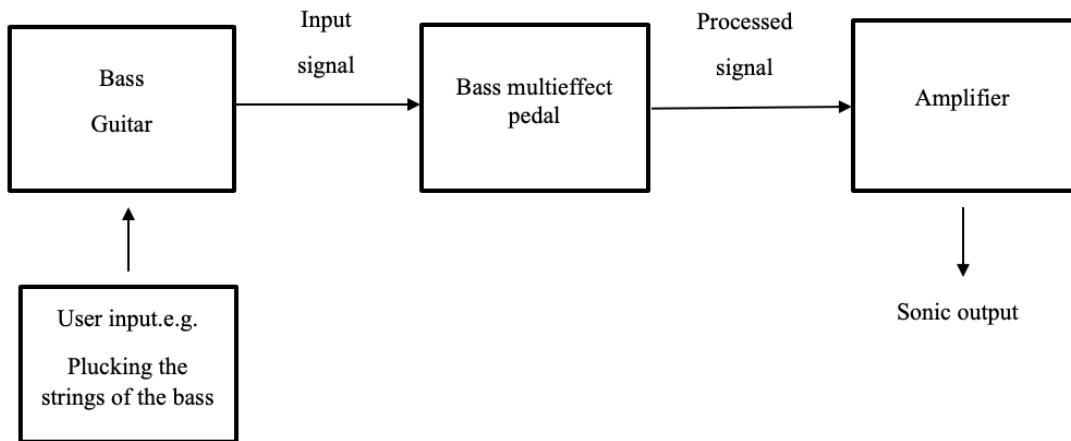 Bass
Guitar
Input
signal
Bass multieffect
pedal
Processed
signal
Amplifier
User input.e.g.
Plucking the
strings of the bass
Sonic output